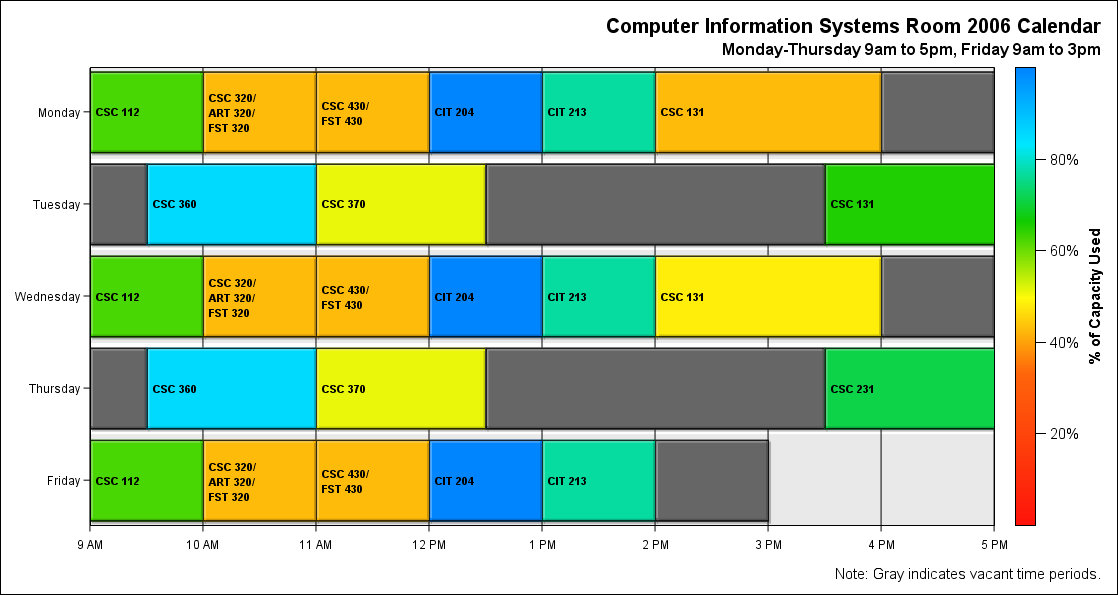 Computer Information Systems Room 2006 Calendar
Monday-Thursday 9am to 5pm, Friday 9am to 3pm
Monday
CSC 112
CSC 320/
ART 320/
FST 320
CSC 430/
FST 430
CIT 204
CIT 213
CSC 131
Tuesday
CSC 360
CSC 370
CSC 131
Wednesday
CSC 112
CSC 320/
ART 320/
FST 320
CSC 430/
FST 430
CIT 204
CIT 213
CSC 131
Thursday
CSC 360
CSC 370
CSC 231
Friday
CSC 112
CSC 320/
ART 320/
FST 320
CSC 430/
FST 430
CIT 204
CIT 213
9 AM 10 AM 11 AM 12 PM 1 PM 2 PM 3 PM 4 PM 5 PM
80%
60%
40%
20%
% of Capacity Used
Note: Gray indicates vacant time periods.